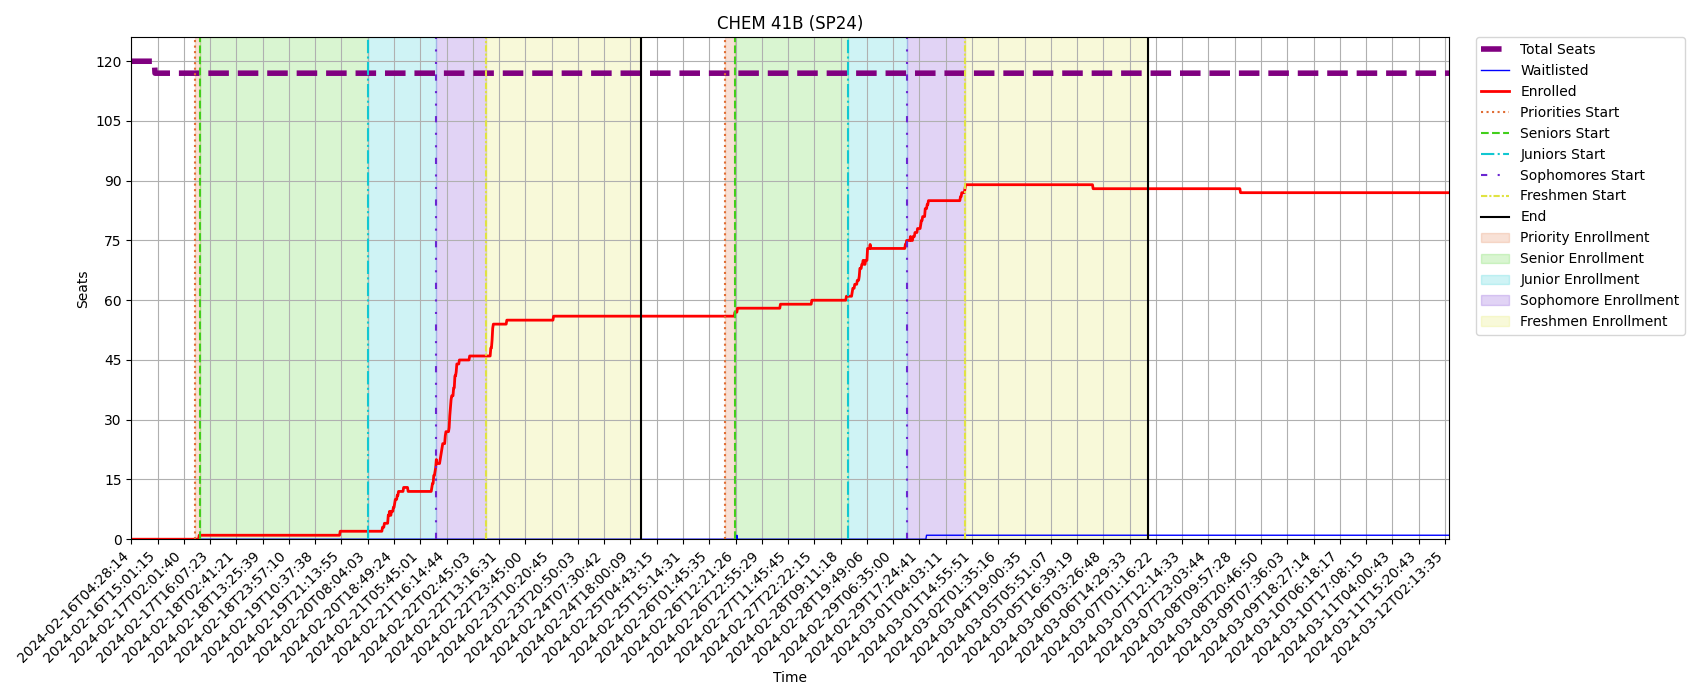 CHEM 41B (SP24)
Total Seats
Waitlisted
Enrolled
Priorities Start
Seniors Start
Juniors Start
Sophomores Start
Freshmen Start
End
Priority Enrollment
Senior Enrollment
Junior Enrollment
Sophomore Enrollment
Freshmen Enrollment
Seats
120
105
90
75
60
45
30
15
0
2024-02-16T04:28:14
2024-02-16T15:01:15
2024-02-17T02:01:40
2024-02-17T16:07:23
2024-02-18T02:41:21
2024-02-18T13:25:39
2024-02-18T23:57:10
2024-02-19T10:37:38
2024-02-19T21:13:55
2024-02-20T08:04:03
2024-02-20T18:49:24
2024-02-21T05:45:01
2024-02-21T16:14:44
2024-02-22T02:45:03
2024-02-22T13:16:31
2024-02-22T23:45:00
2024-02-23T10:20:45
2024-02-23T20:50:03
2024-02-24T07:30:42
2024-02-24T18:00:09
2024-02-25T04:43:15
2024-02-25T15:14:31
2024-02-26T01:45:35
2024-02-26T12:21:26
2024-02-26T22:55:29
2024-02-27T11:45:45
2024-02-27T22:22:15
2024-02-28T09:11:18
2024-02-28T19:49:06
2024-02-29T06:35:00
2024-02-29T17:24:41
2024-03-01T04:03:11
2024-03-01T14:55:51
2024-03-02T01:35:16
2024-03-04T19:00:35
2024-03-05T05:51:07
2024-03-05T16:39:19
2024-03-06T03:26:48
2024-03-06T14:29:33
2024-03-07T01:16:22
2024-03-07T12:14:33
2024-03-07T23:03:44
2024-03-08T09:57:28
2024-03-08T20:46:50
2024-03-09T07:36:03
2024-03-09T18:27:14
2024-03-10T06:18:17
2024-03-10T17:08:15
2024-03-11T04:00:43
2024-03-11T15:20:43
2024-03-12T02:13:35
Time